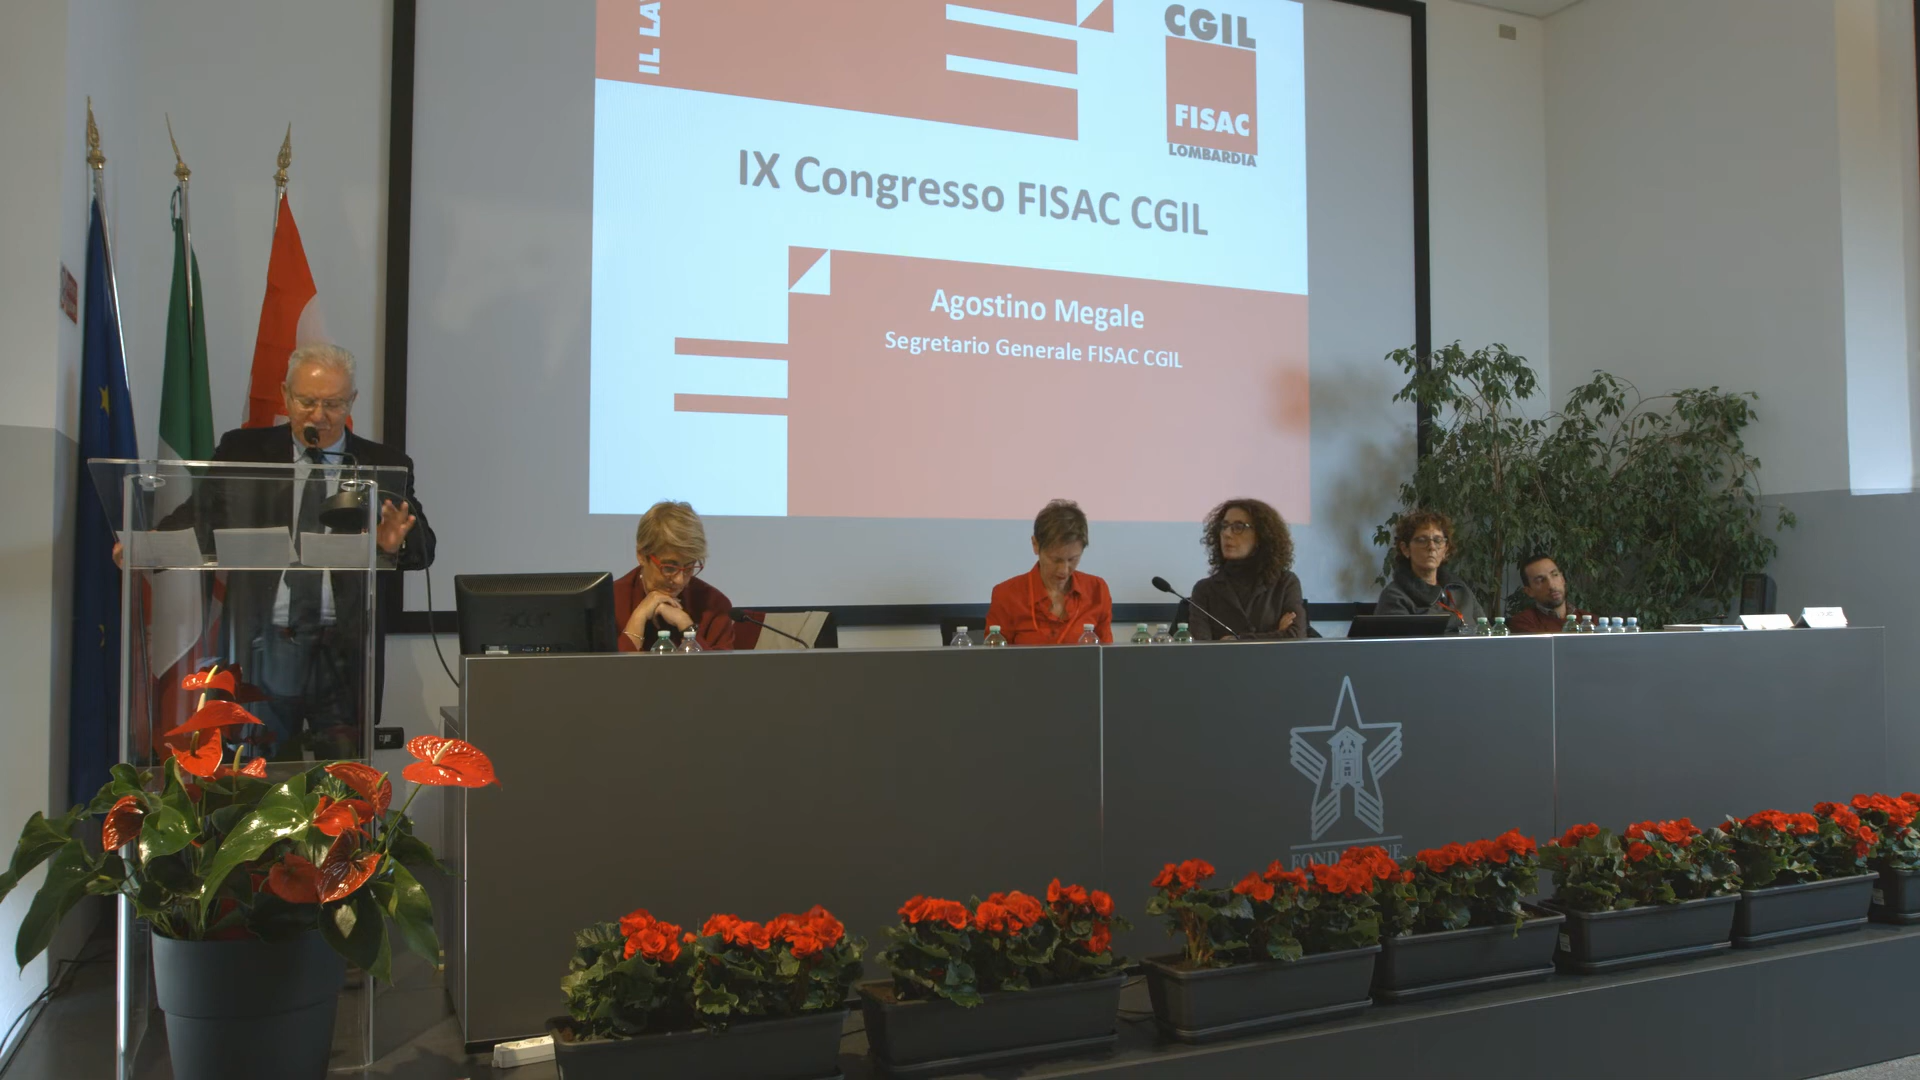 IL LA
CGIL
FISAC
LOMBARDIA
IX Congresso FISAC CGIL
Agostino Megale
Segretario Generale FISAC CGIL
acer